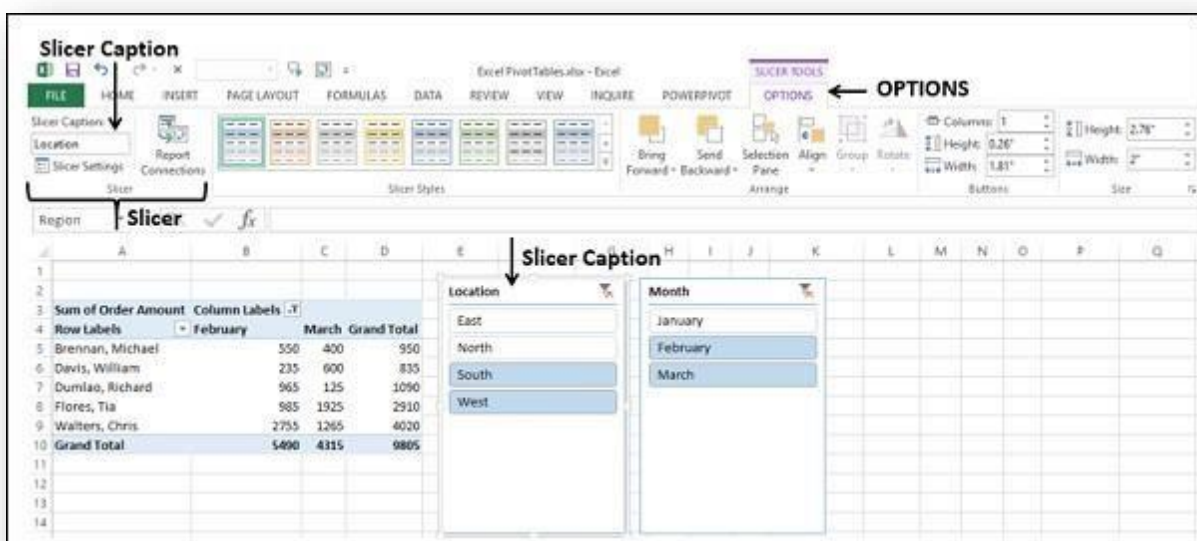 Slicer Caption
Excel PivotTables.xlsx - Excel
SLICER TOOLS
FILE HOME INSERT PAGE LAYOUT FORMULAS DATA REVIEW VIEW INQUIRE POWERPIVOT OPTIONS
OPTIONS
Slicer Caption:
Location
Slicer Settings
Report Connections
Slicer
Slicer Styles
Bring Forward
Send Backward
Selection Pane
Align
Group
Rotate
Arrange
Columns: 1
Height: 0.26"
Width: 1.81"
Buttons
Height: 2.76"
Width: 2"
Size
Region
Slicer
fx
A B C D E G H I J K L M N O P Q
Slicer Caption
1
2
3 Sum of Order Amount Column Labels
4 Row Labels February March Grand Total
5 Brennan, Michael 550 400 950
6 Davis, William 235 600 835
7 Dumlao, Richard 965 125 1090
8 Flores, Tia 985 1925 2910
9 Walters, Chris 2755 1265 4020
10 Grand Total 5490 4315 9805
11
12
13
14
Location
East
North
South
West
Month
January
February
March